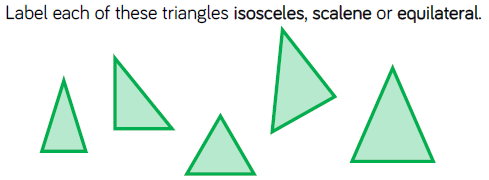 Label each of these triangles isosceles, scalene or equilateral.